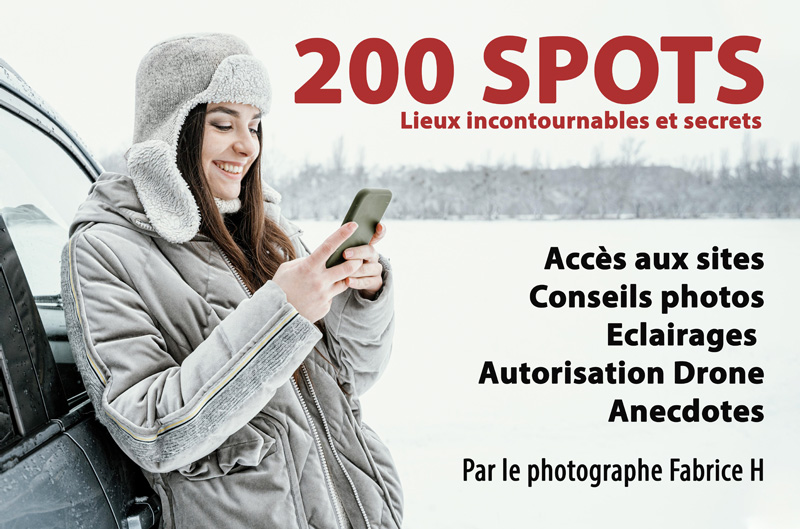 200 SPOTS
Lieux incontournables et secrets
Accès aux sites
Conseils photos
Eclairages
Autorisation Drone
Anecdotes
Par le photographe Fabrice H